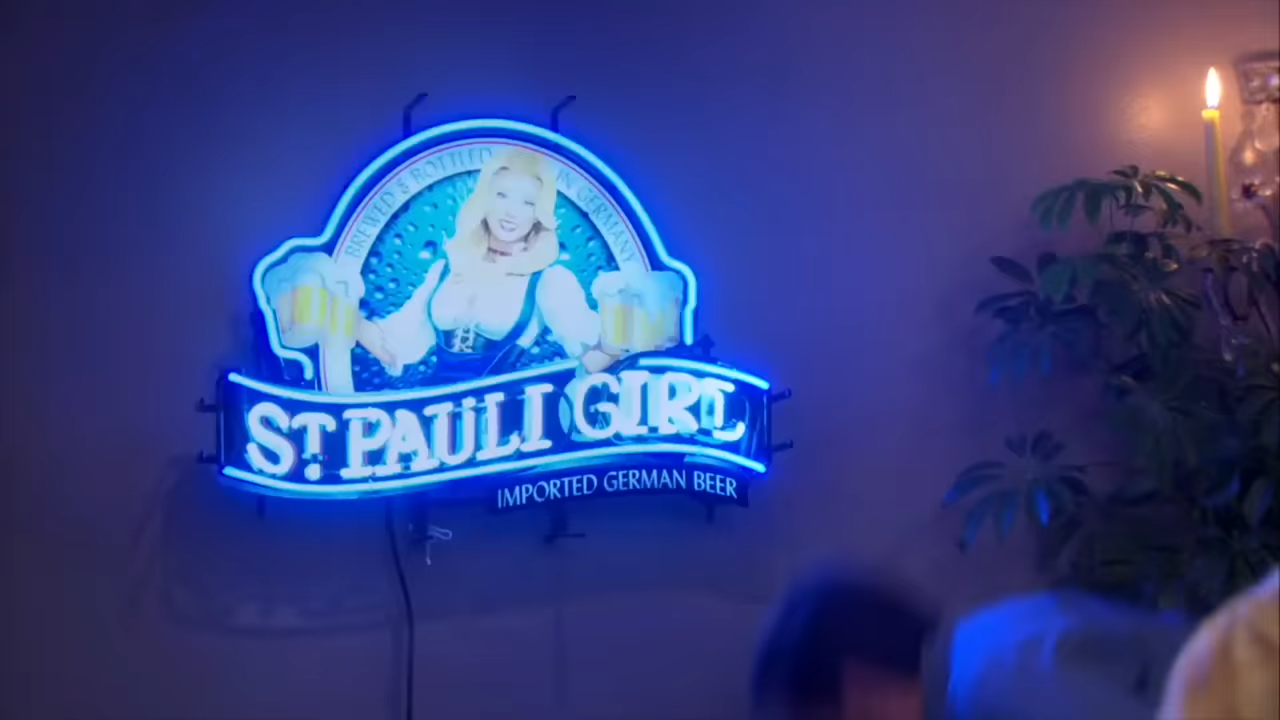 BREWED & BOTTLED IN GERMANY
ST. PAULI GIRL
IMPORTED GERMAN BEER